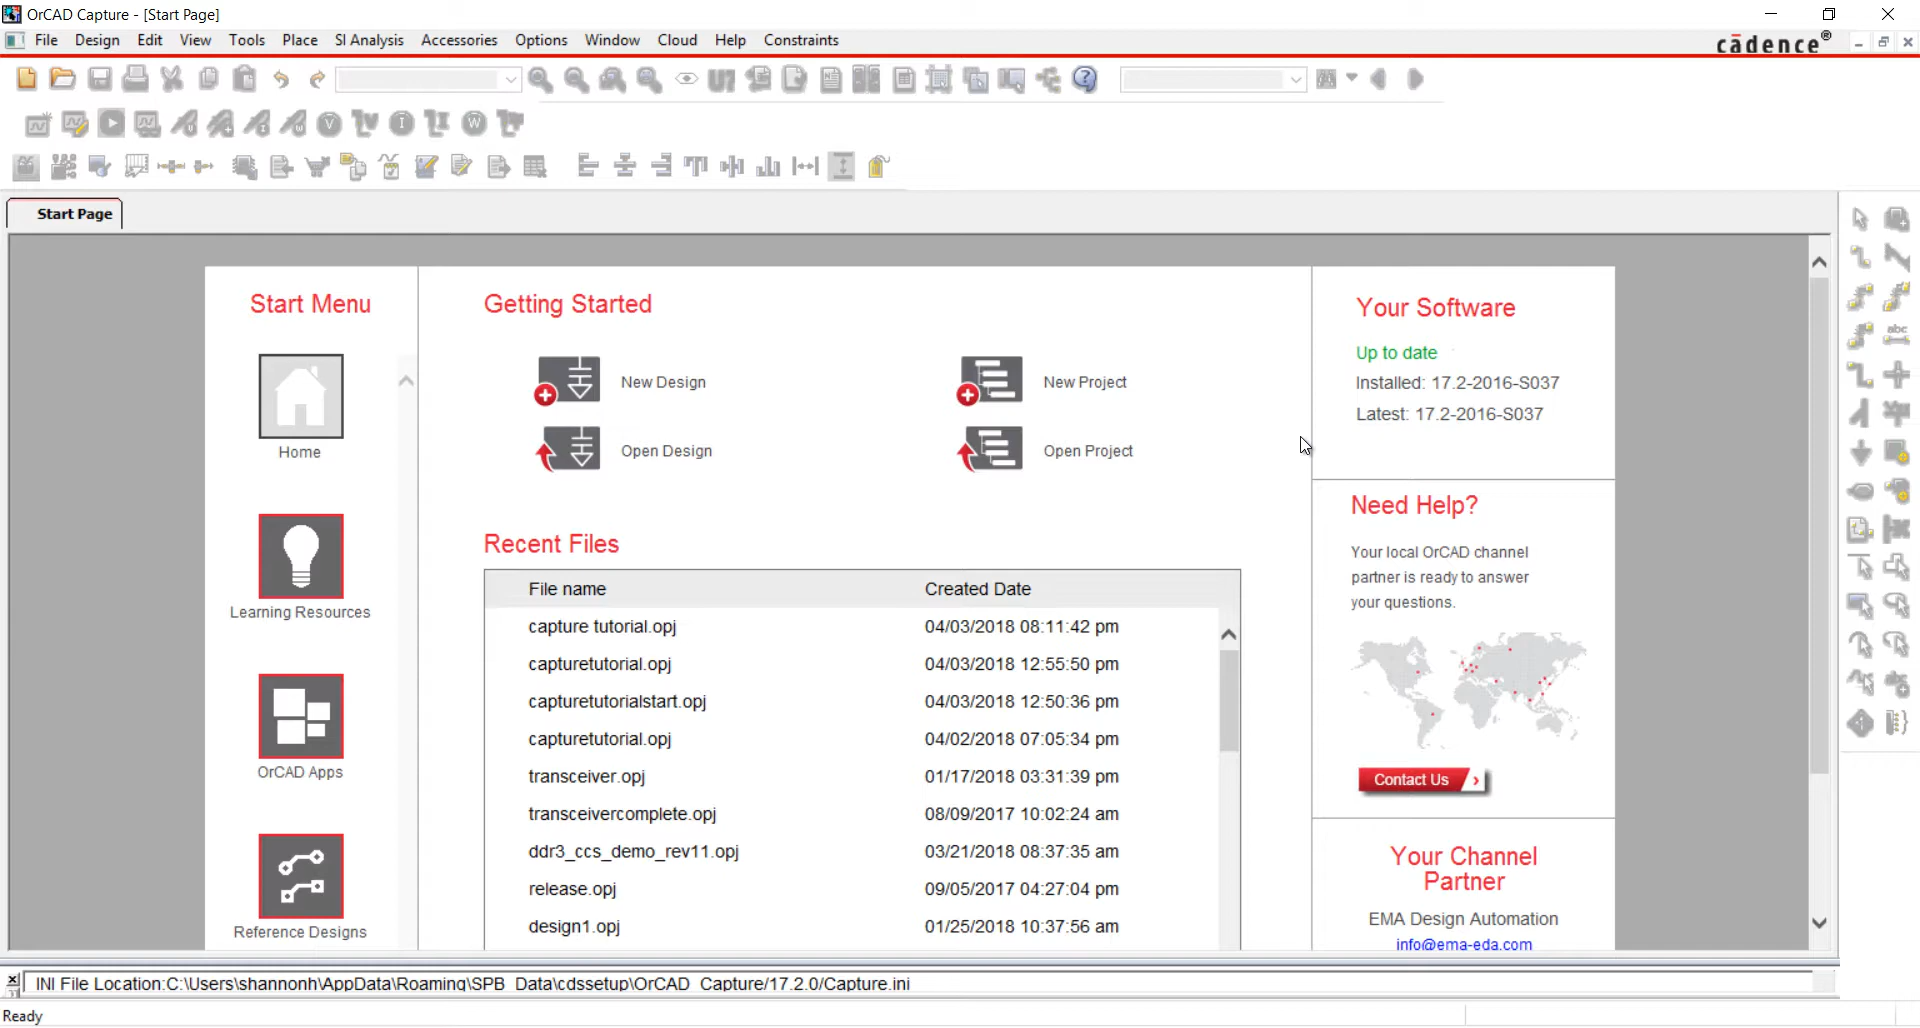 OrCAD Capture - [Start Page]
File Design Edit View Tools Place SI Analysis Accessories Options Window Cloud Help Constraints
cādence®
Start Page
Start Menu
Home
Learning Resources
OrCAD Apps
Reference Designs
Getting Started
New Design
New Project
Open Design
Open Project
Recent Files
File name Created Date
capture tutorial.opj 04/03/2018 08:11:42 pm
capturetutorial.opj 04/03/2018 12:55:50 pm
capturetutorialstart.opj 04/03/2018 12:50:36 pm
capturetutorial.opj 04/02/2018 07:05:34 pm
transceiver.opj 01/17/2018 03:31:39 pm
transceivercomplete.opj 08/09/2017 10:02:24 am
ddr3_ccs_demo_rev11.opj 03/21/2018 08:37:35 am
release.opj 09/05/2017 04:27:04 pm
design1.opj 01/25/2018 10:37:56 am
Your Software
Up to date
Installed: 17.2-2016-S037
Latest: 17.2-2016-S037
Need Help?
Your local OrCAD channel
partner is ready to answer
your questions.
Contact Us
Your Channel
Partner
EMA Design Automation
info@ema-eda.com
INI File Location:C:\Users\shannonh\AppData\Roaming\SPB_Data\cdssetup\OrCAD_Capture/17.2.0/Capture.ini
Ready